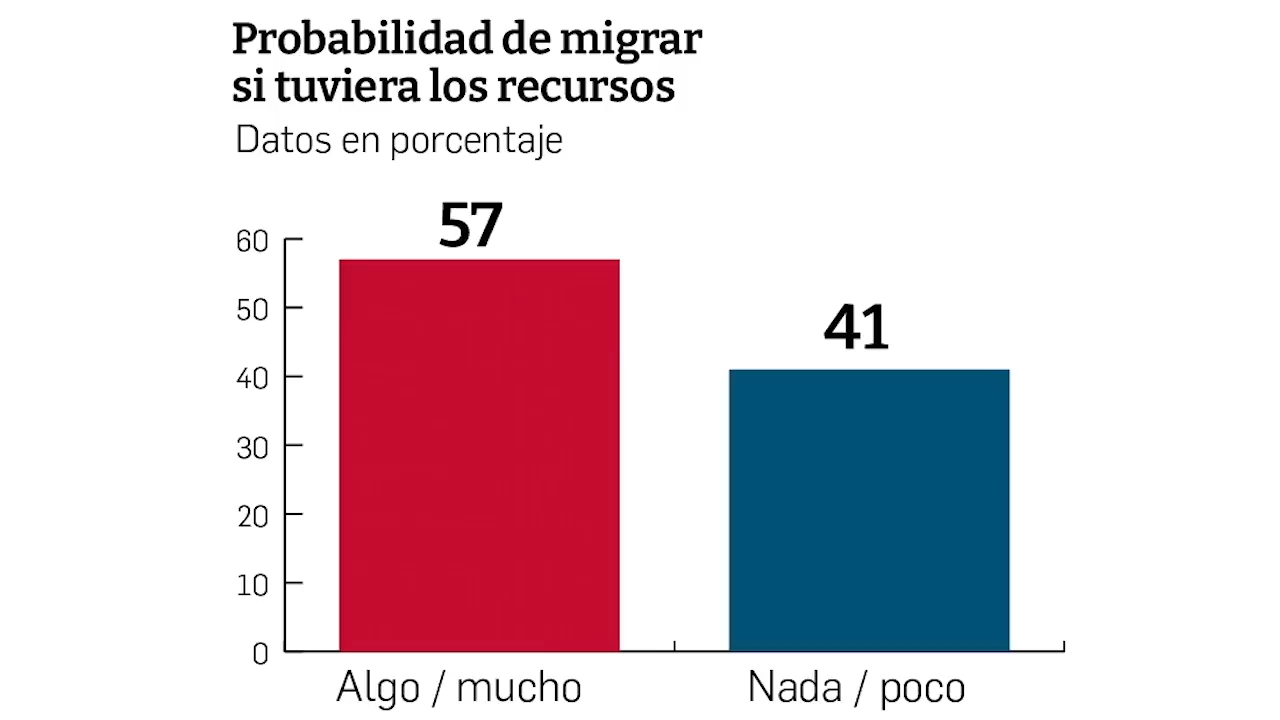 Probabilidad de migrar
si tuviera los recursos
Datos en porcentaje
57
41
60
50
40
30
20
10
0
Algo / mucho
Nada / poco